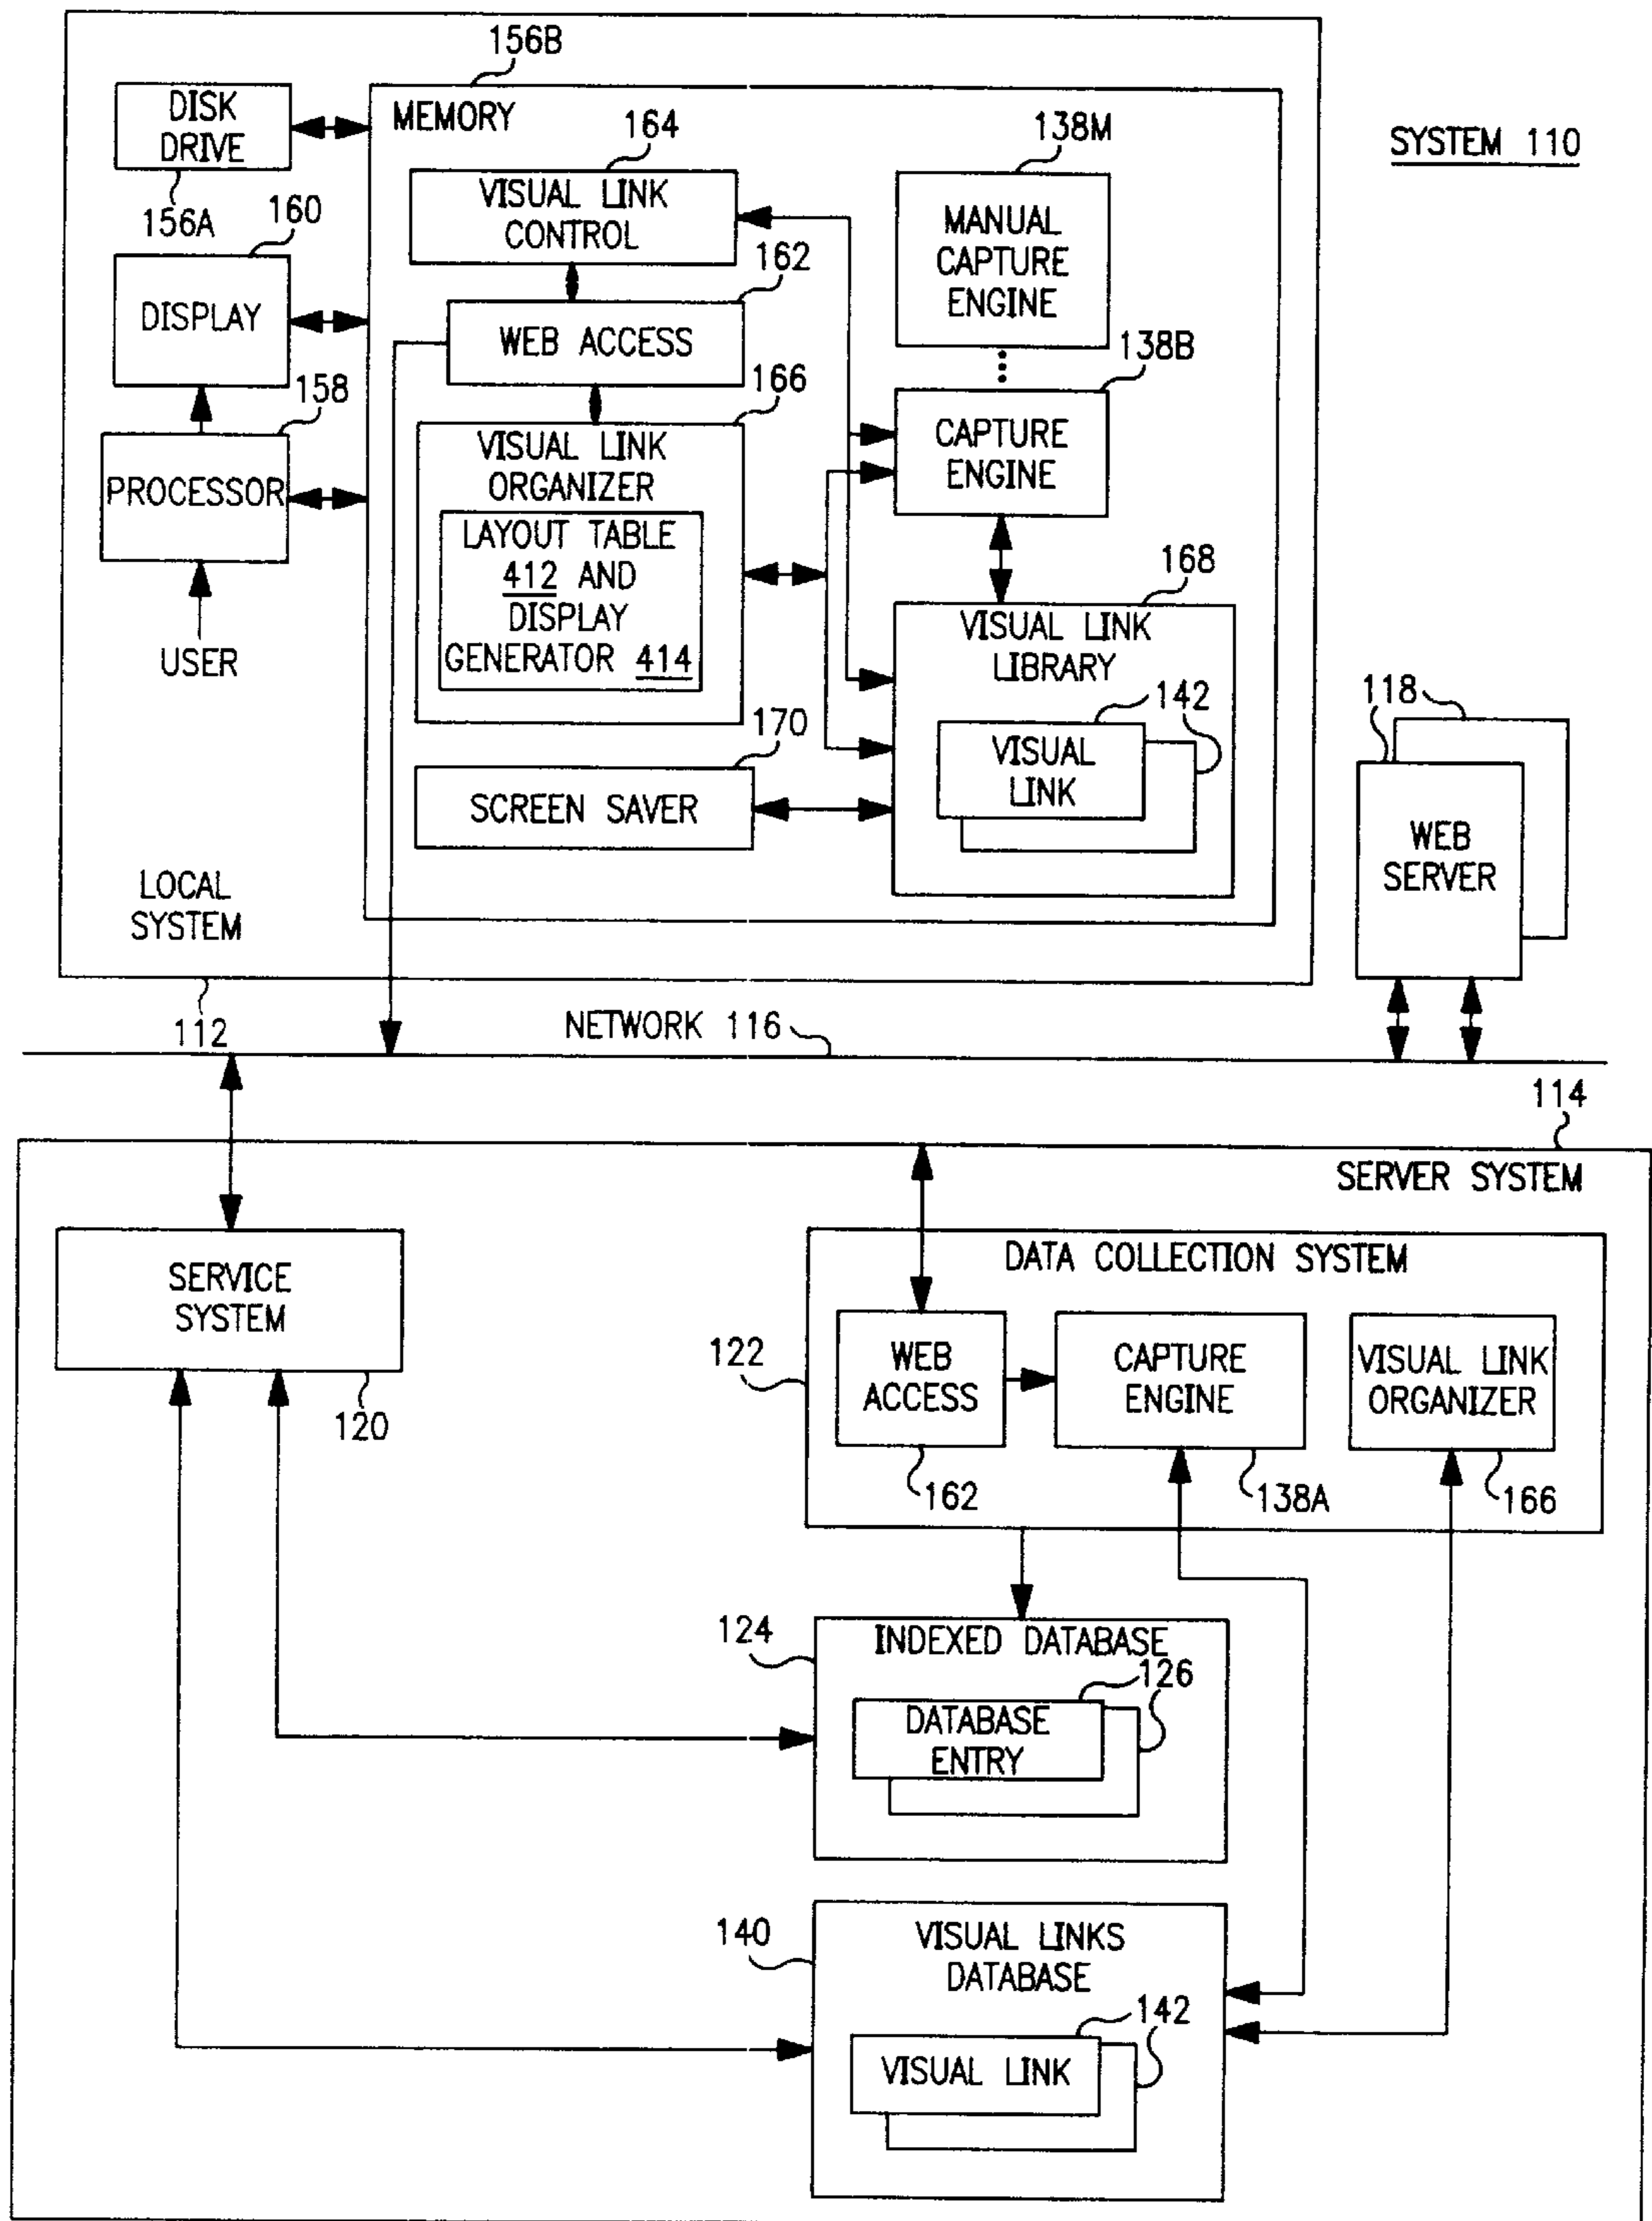 156B
DISK
DRIVE
MEMORY
164
138M
SYSTEM 110
156A
160
VISUAL LINK
CONTROL
MANUAL
CAPTURE
ENGINE
162
DISPLAY
WEB ACCESS
138B
158
166
PROCESSOR
VISUAL LINK
ORGANIZER
CAPTURE
ENGINE
LAYOUT TABLE
412 AND
DISPLAY
GENERATOR 414
168
USER
VISUAL LINK
LIBRARY
142
VISUAL
LINK
170
SCREEN SAVER
118
WEB
SERVER
LOCAL
SYSTEM
112
NETWORK 116
114
SERVER SYSTEM
SERVICE
SYSTEM
120
DATA COLLECTION SYSTEM
122
WEB
ACCESS
CAPTURE
ENGINE
VISUAL LINK
ORGANIZER
162
138A
166
124
INDEXED DATABASE
126
DATABASE
ENTRY
140
VISUAL LINKS
DATABASE
142
VISUAL LINK